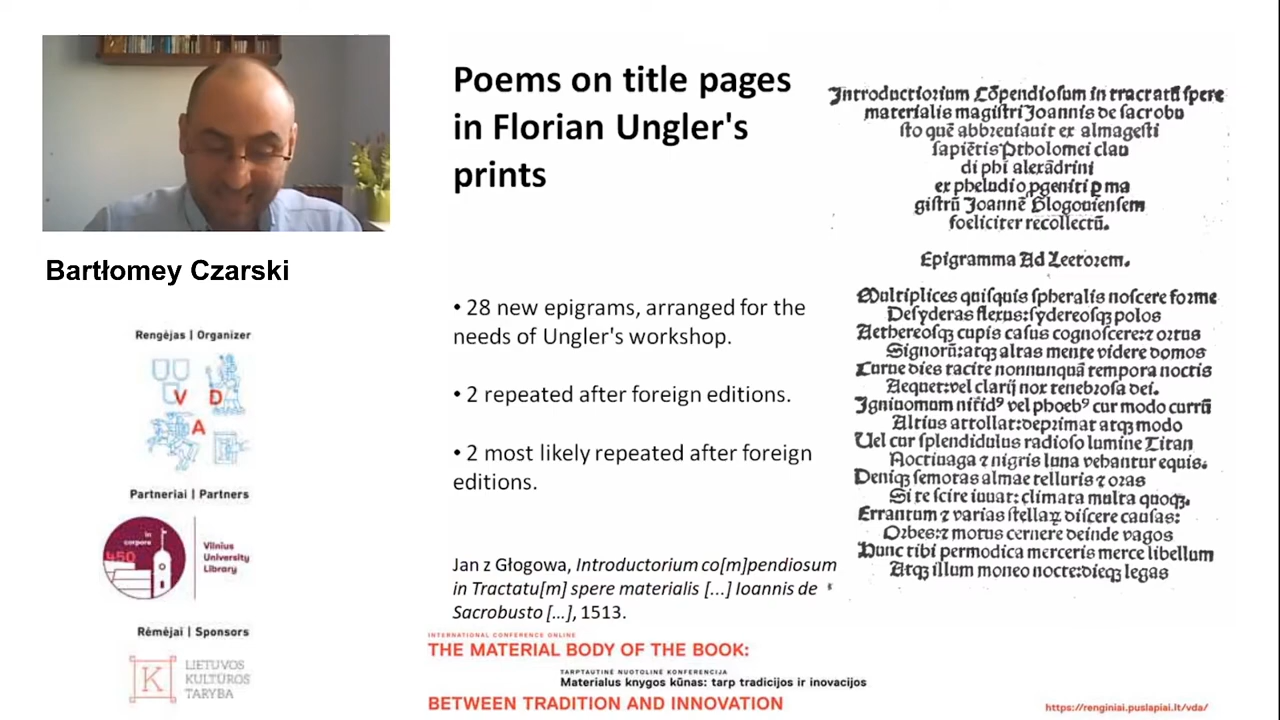 Poems on title pages
in Florian Ungler's
prints
• 28 new epigrams, arranged for the
needs of Ungler's workshop.
• 2 repeated after foreign editions.
• 2 most likely repeated after foreign
editions.
Jan z Głogowa, Introductorium co[m]pendiosum
in Tractatu[m] spere materialis [...] Ioannis de
Sacrobusto [...], 1513.
Introductorium Cōpendiosum in tractatū spere
materialis magistri Joannis de sacrobu
sto quē abbreuiauit ex almagesti
sapiētis Ptholomei clau
di phi alexādrini
ex pheludio ꝓgenitū ꝑ ma
gistrū Joannē Glogouiensem
foeliciter recollectū.
Epigramma Ad Lectorem.
Multiplices quisquis spheralis noscere forme
Desyderas flexus: sydereosqꝫ polos
Aethereosqꝫ cupis casus cognoscere: ⁊ ortus
Signorū: atqꝫ altas mente videre domos
Curue dies tacite nonnunquā tempora noctis
Aequet: vel clarij nox tenebrosa dei.
Igniuomum nitidꝰ vel phoebꝰ cur modo currū
Altius attollat: deprimat atqꝫ modo
Uel cur splendidulus radioso lumine Titan
Noctiuaga ⁊ nigris luna vehantur equis.
Deniqꝫ semotas almae telluris ⁊ oras
Si te scire iuuat: climata multa quoqꝫ.
Errantum ⁊ varias stellaꝝ discere causas:
Orbes: ⁊ motus cernere deinde vagos
Hunc tibi permodica merceris merce libellum
Atqꝫ illum moneo nocte: dieqꝫ legas
Bartłomey Czarski
Rengėjas | Organizer
V D
A
Partneriai | Partners
in
corpore
450
Vilnius
University
Library
Rėmėjai | Sponsors
K
LIETUVOS
KULTŪROS
TARYBA
INTERNATIONAL CONFERENCE ONLINE
THE MATERIAL BODY OF THE BOOK:
TARPTAUTINĖ NUOTOLINĖ KONFERENCIJA
Materialus knygos kūnas: tarp tradicijos ir inovacijos
BETWEEN TRADITION AND INNOVATION
https://renginiai.puslapiai.lt/vda/